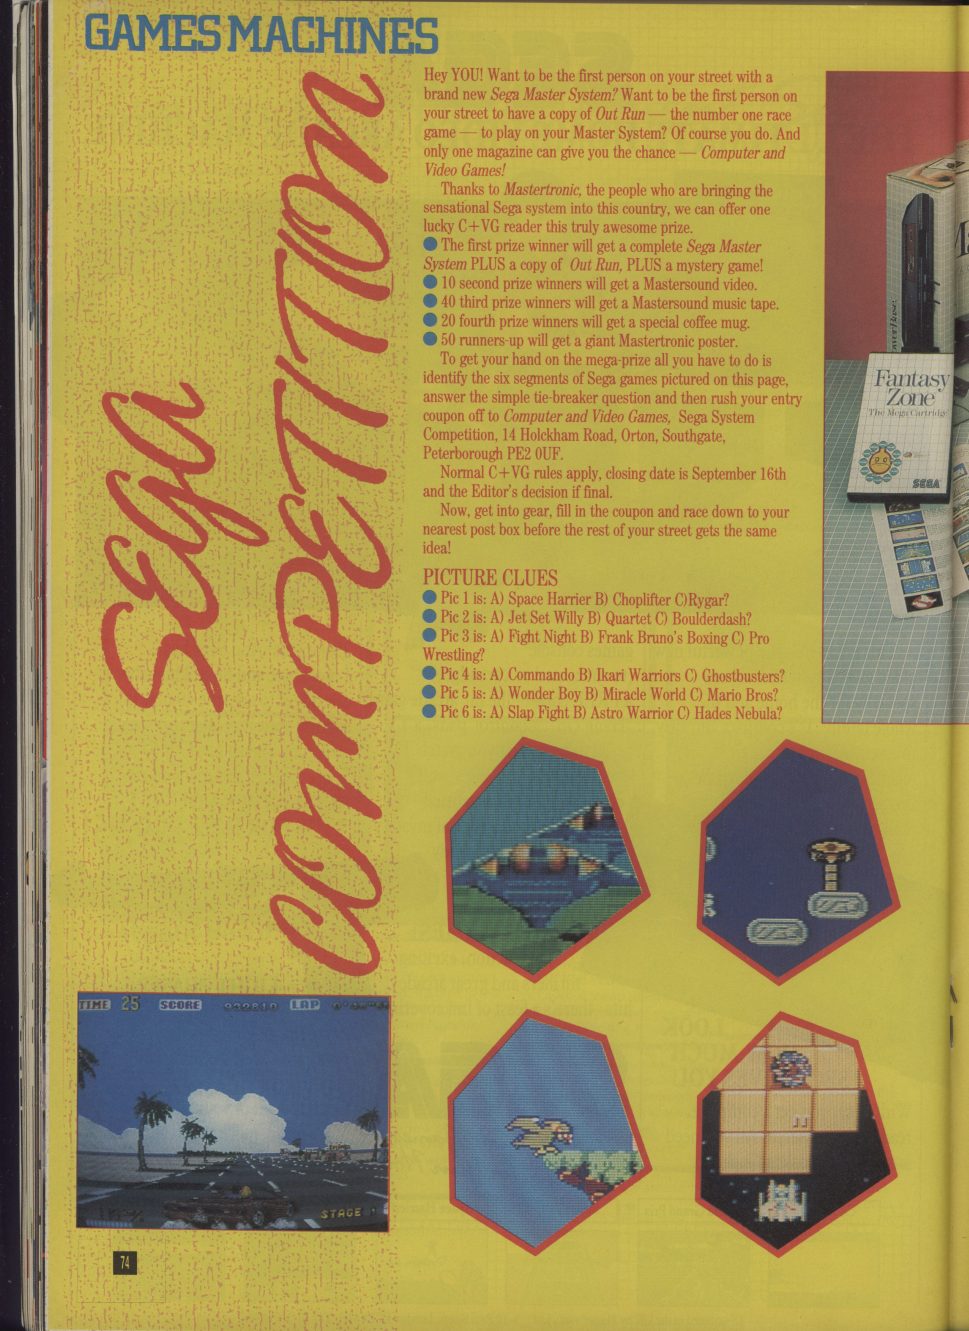 GAMES MACHINES
SEGA
COMPETITION
Hey YOU! Want to be the first person on your street with a
brand new Sega Master System? Want to be the first person on
your street to have a copy of Out Run — the number one race
game — to play on your Master System? Of course you do. And
only one magazine can give you the chance — Computer and
Video Games!
Thanks to Mastertronic, the people who are bringing the
sensational Sega system into this country, we can offer one
lucky C+VG reader this truly awesome prize.
The first prize winner will get a complete Sega Master
System PLUS a copy of Out Run, PLUS a mystery game!
10 second prize winners will get a Mastersound video.
40 third prize winners will get a Mastersound music tape.
20 fourth prize winners will get a special coffee mug.
50 runners-up will get a giant Mastertronic poster.
To get your hand on the mega-prize all you have to do is
identify the six segments of Sega games pictured on this page,
answer the simple tie-breaker question and then rush your entry
coupon off to Computer and Video Games, Sega System
Competition, 14 Holckham Road, Orton, Southgate,
Peterborough PE2 0UF.
Normal C+VG rules apply, closing date is September 16th
and the Editor's decision if final.
Now, get into gear, fill in the coupon and race down to your
nearest post box before the rest of your street gets the same
idea!
PICTURE CLUES
Pic 1 is: A) Space Harrier B) Choplifter C)Rygar?
Pic 2 is: A) Jet Set Willy B) Quartet C) Boulderdash?
Pic 3 is: A) Fight Night B) Frank Bruno's Boxing C) Pro
Wrestling?
Pic 4 is: A) Commando B) Ikari Warriors C) Ghostbusters?
Pic 5 is: A) Wonder Boy B) Miracle World C) Mario Bros?
Pic 6 is: A) Slap Fight B) Astro Warrior C) Hades Nebula?
Fantasy
Zone
The Mega Cartridge
SEGA
TIME 25 SCORE LAP
STAGE
74